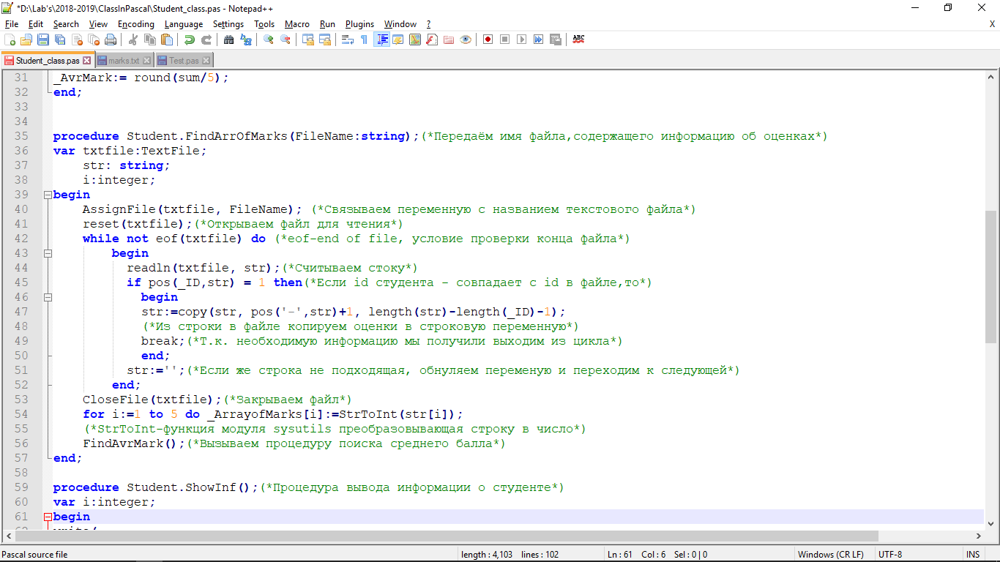 *D:\Lab's\2018-2019\ClassInPascal\Student_class.pas - Notepad++
File Edit Search View Encoding Language Settings Tools Macro Run Plugins Window ? X
ABC
Student_class.pas marks.txt Test.pas
31 _AvrMark:= round(sum/5);
32 end;
33
34
35 procedure Student.FindArrOfMarks(FileName:string);(*Передаём имя файла,содержащего информацию об оценках*)
36 var txtfile:TextFile;
37 str: string;
38 i:integer;
39 begin
40 AssignFile(txtfile, FileName); (*Связываем переменную с названием текстового файла*)
41 reset(txtfile);(*Открываем файл для чтения*)
42 while not eof(txtfile) do (*eof-end of file, условие проверки конца файла*)
43 begin
44 readln(txtfile, str);(*Считываем стоку*)
45 if pos(_ID,str) = 1 then(*Если id студента - совпадает с id в файле,то*)
46 begin
47 str:=copy(str, pos('-',str)+1, length(str)-length(_ID)-1);
48 (*Из строки в файле копируем оценки в строковую переменную*)
49 break;(*Т.к. необходимую информацию мы получили выходим из цикла*)
50 end;
51 str:='';(*Если же строка не подходящая, обнуляем переменую и переходим к следующей*)
52 end;
53 CloseFile(txtfile);(*Закрываем файл*)
54 for i:=1 to 5 do _ArrayofMarks[i]:=StrToInt(str[i]);
55 (*StrToInt-функция модуля sysutils преобразовывающая строку в число*)
56 FindAvrMark();(*Вызываем процедуру поиска среднего балла*)
57 end;
58
59 procedure Student.ShowInf();(*Процедура вывода информации о студенте*)
60 var i:integer;
61 begin
62 write(
Pascal source file length : 4,103 lines : 102 Ln : 61 Col : 6 Sel : 0 | 0 Windows (CR LF) UTF-8 INS